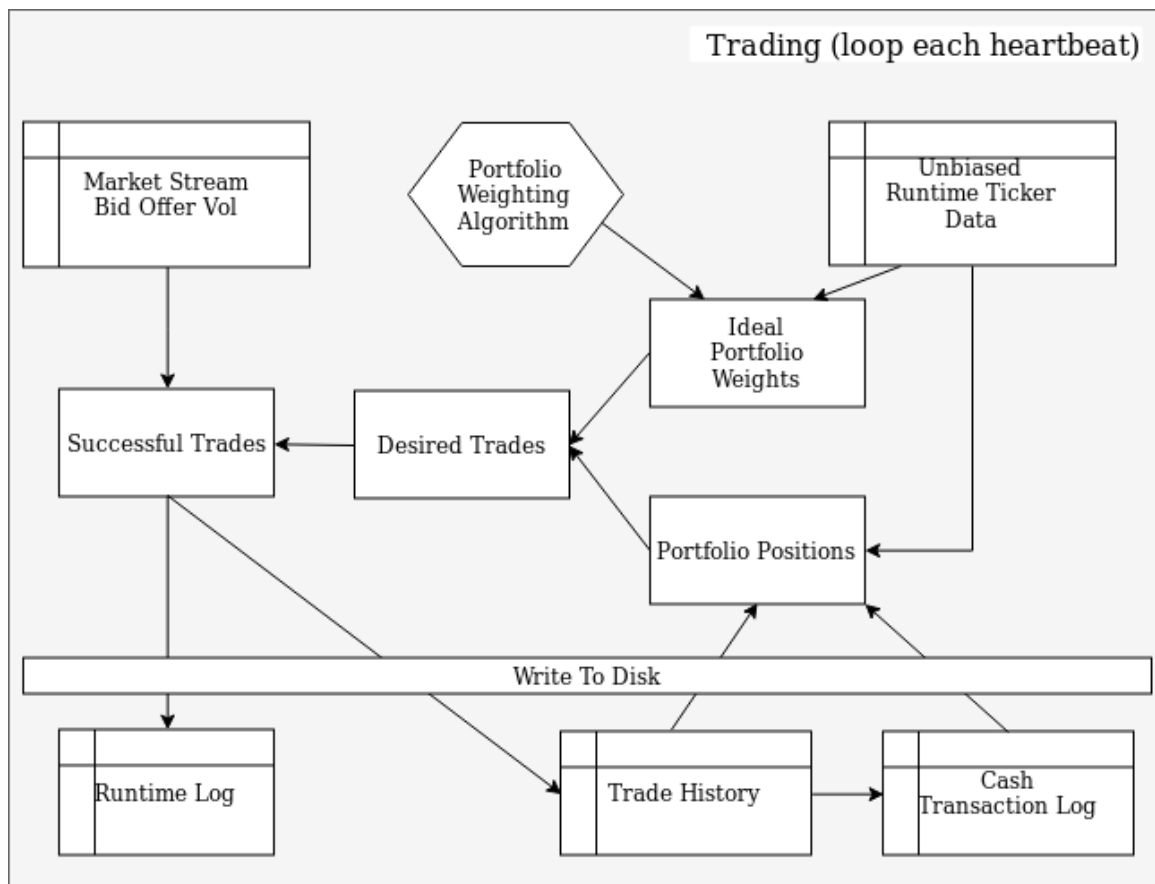 Trading (loop each heartbeat)
Market Stream
Bid Offer Vol
Portfolio
Weighting
Algorithm
Unbiased
Runtime Ticker
Data
Ideal
Portfolio
Weights
Successful Trades
Desired Trades
Portfolio Positions
Write To Disk
Runtime Log
Trade History
Cash
Transaction Log